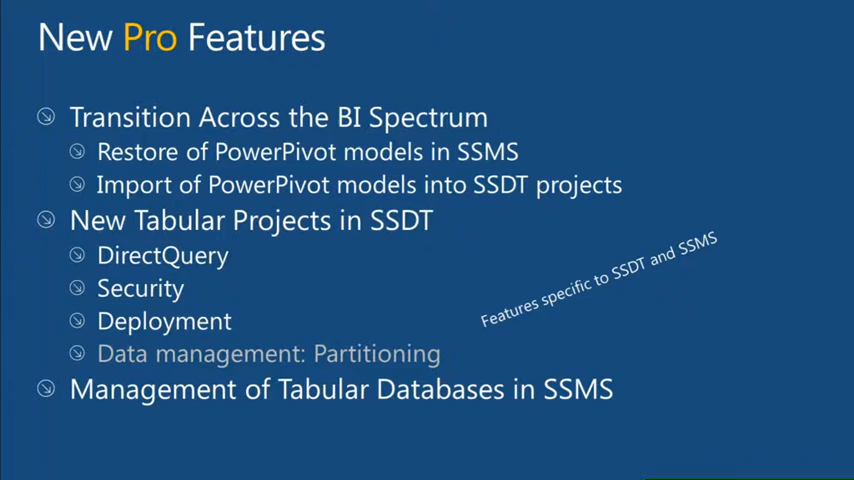 New Pro Features
Transition Across the BI Spectrum
Restore of PowerPivot models in SSMS
Import of PowerPivot models into SSDT projects
New Tabular Projects in SSDT
DirectQuery
Security
Features specific to SSDT and SSMS
Deployment
Data management: Partitioning
Management of Tabular Databases in SSMS